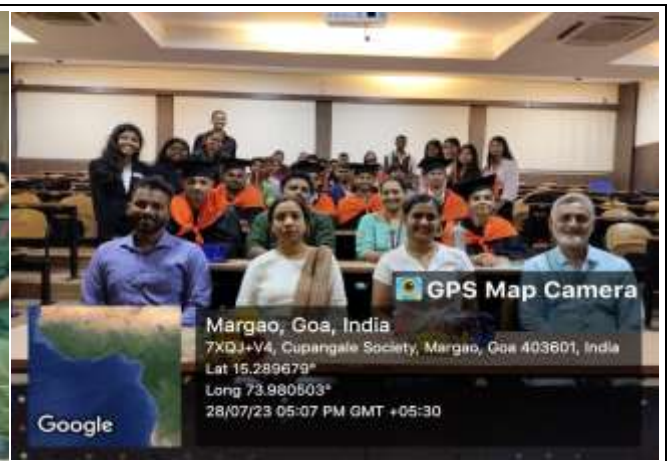 GPS Map Camera
Margao, Goa, India
7XQJ+V4, Cupangale Society, Margao, Goa 403601, India
Lat 15.289679°
Long 73.980503°
28/07/23 05:07 PM GMT +05:30
Google